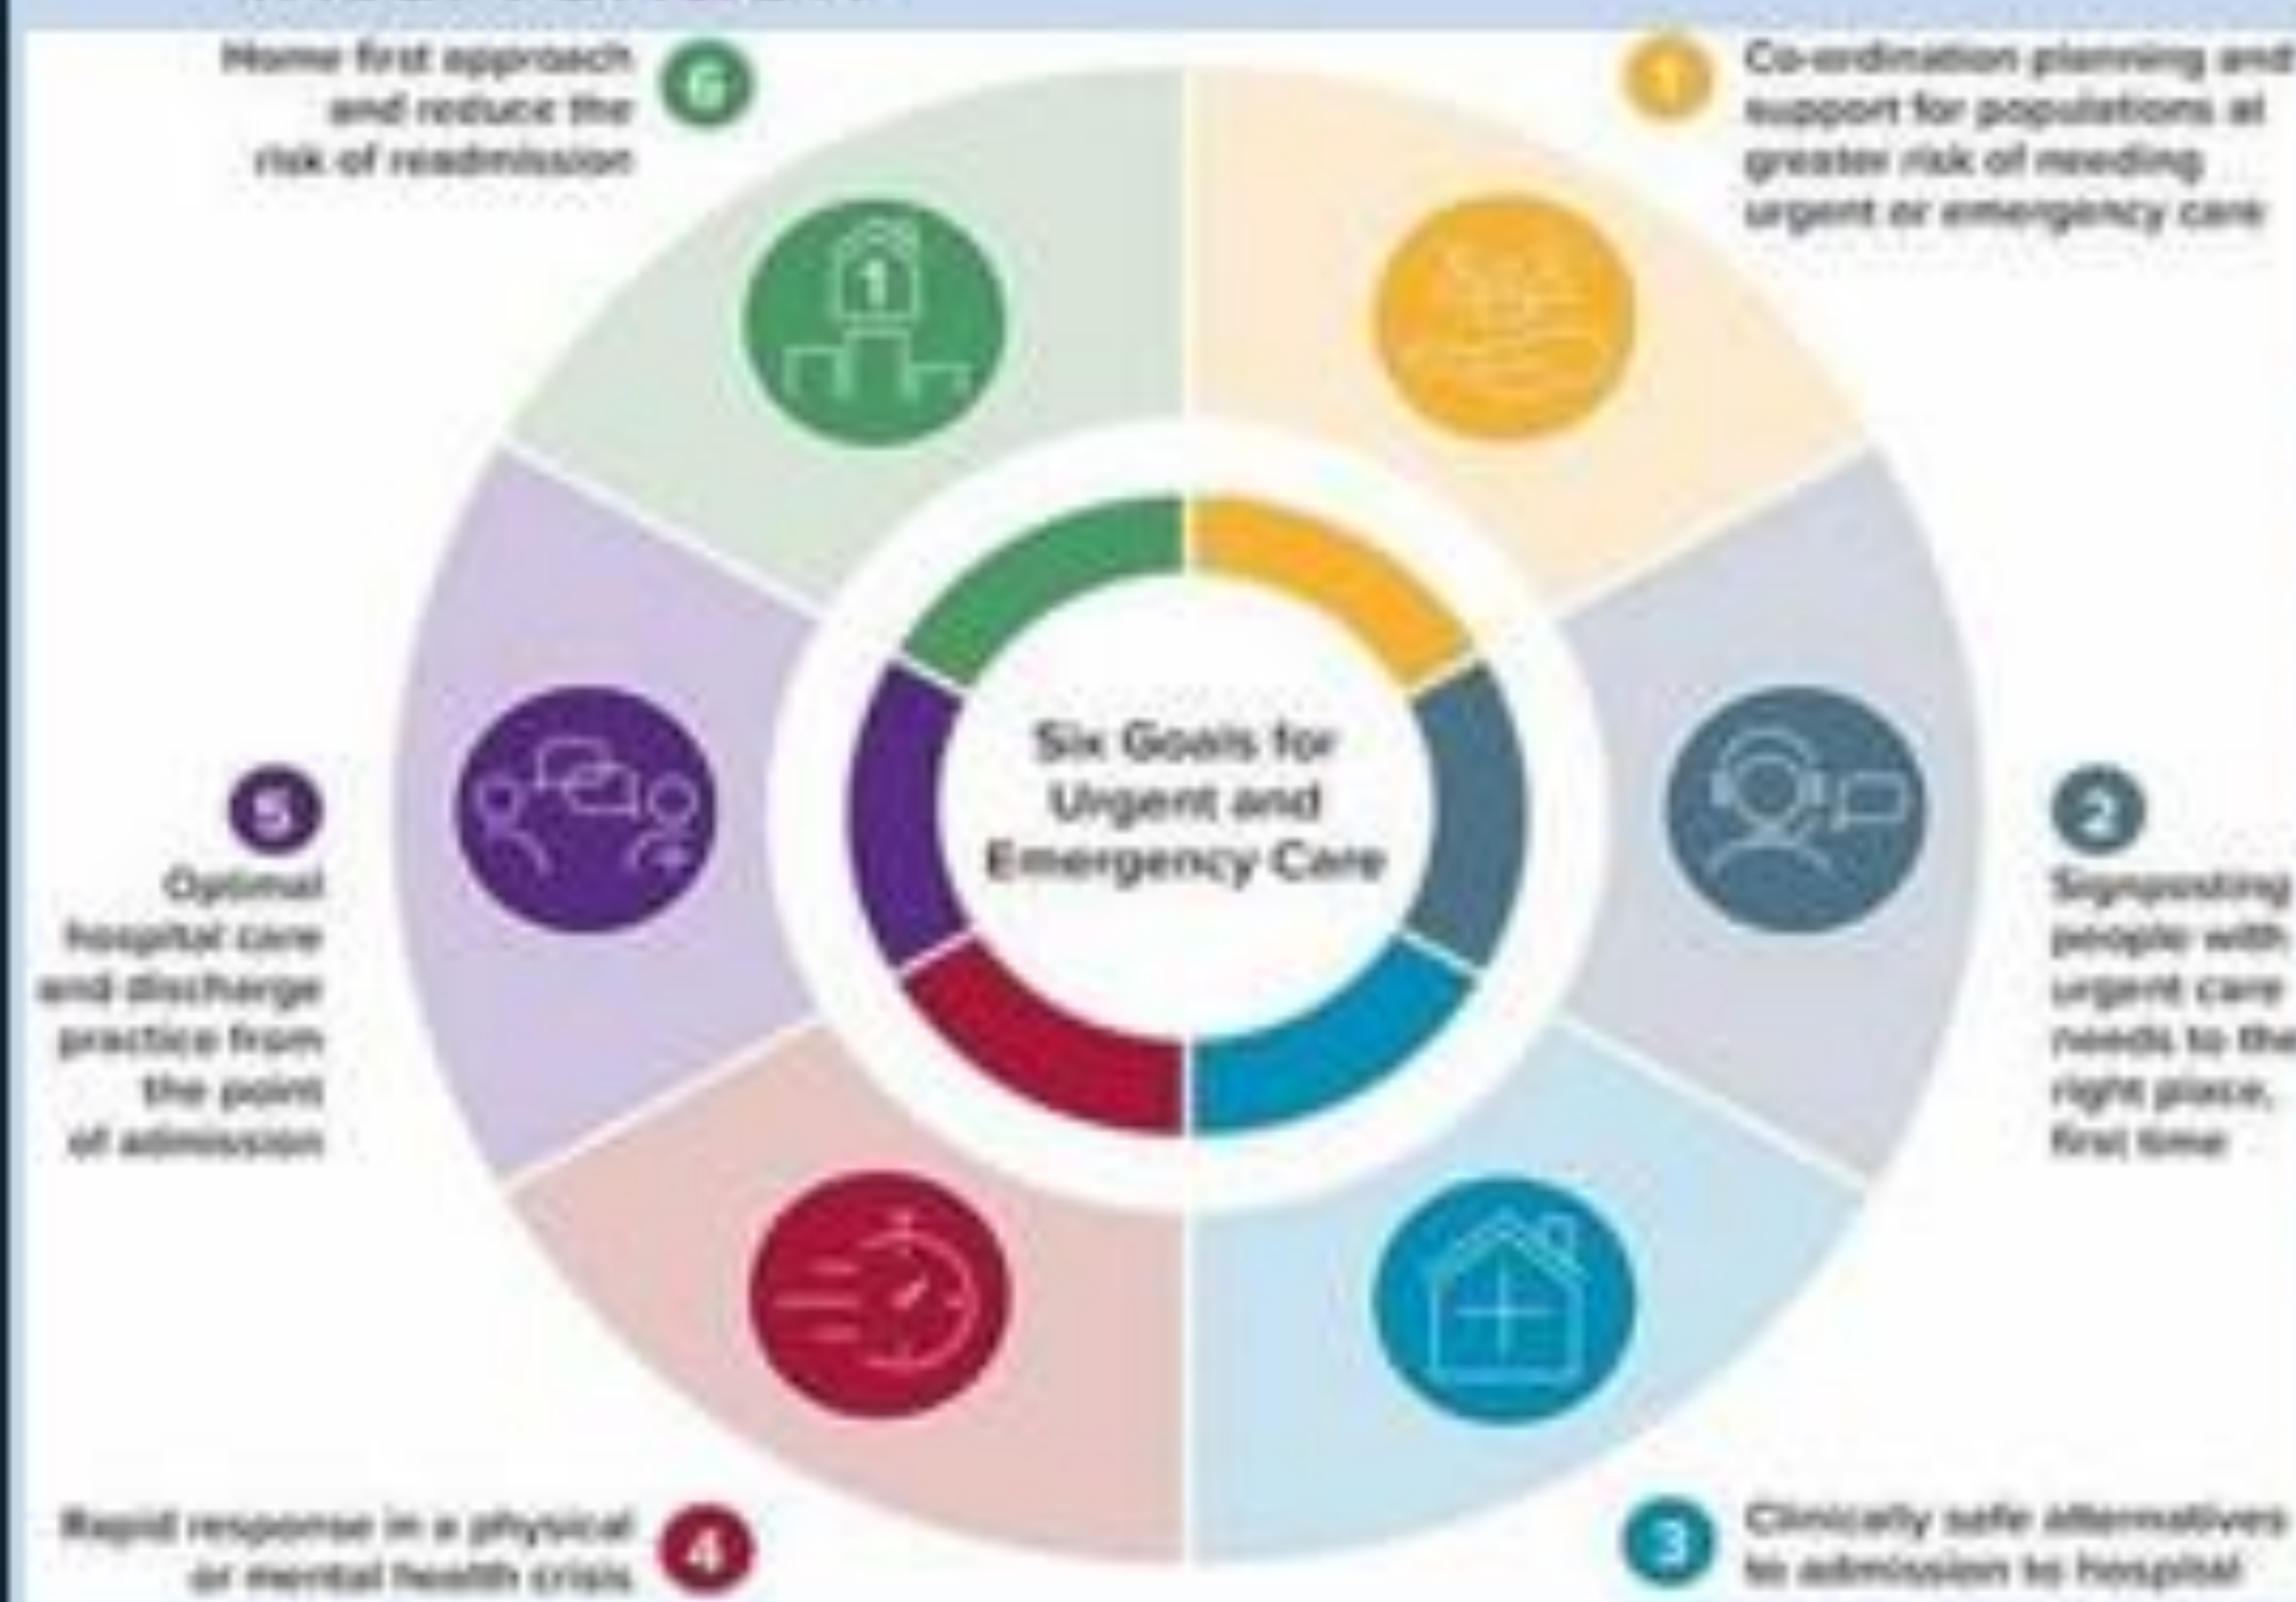 6
Home first approach
and reduce the
risk of readmission
1
Co-ordination planning and
support for populations at
greater risk of needing
urgent or emergency care
1
Six Goals for
Urgent and
Emergency Care
5
Optimal
hospital care
and discharge
practice from
the point
of admission
2
Signposting
people with
urgent care
needs to the
right place,
first time
4
Rapid response in a physical
or mental health crisis
3
Clinically safe alternatives
to admission to hospital